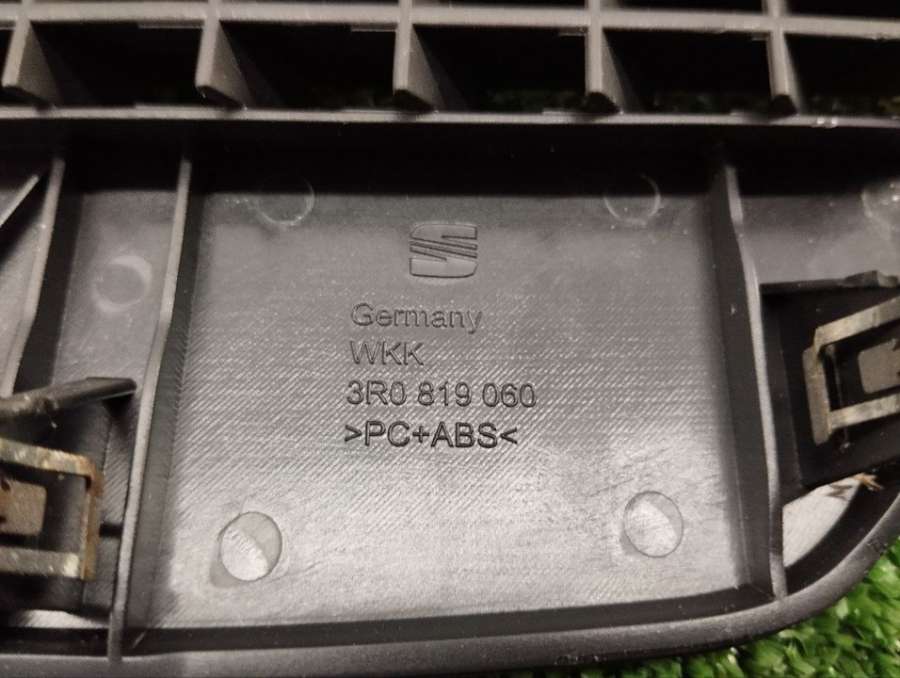 Germany
WKK
3R0 819 060
>PC+ABS<